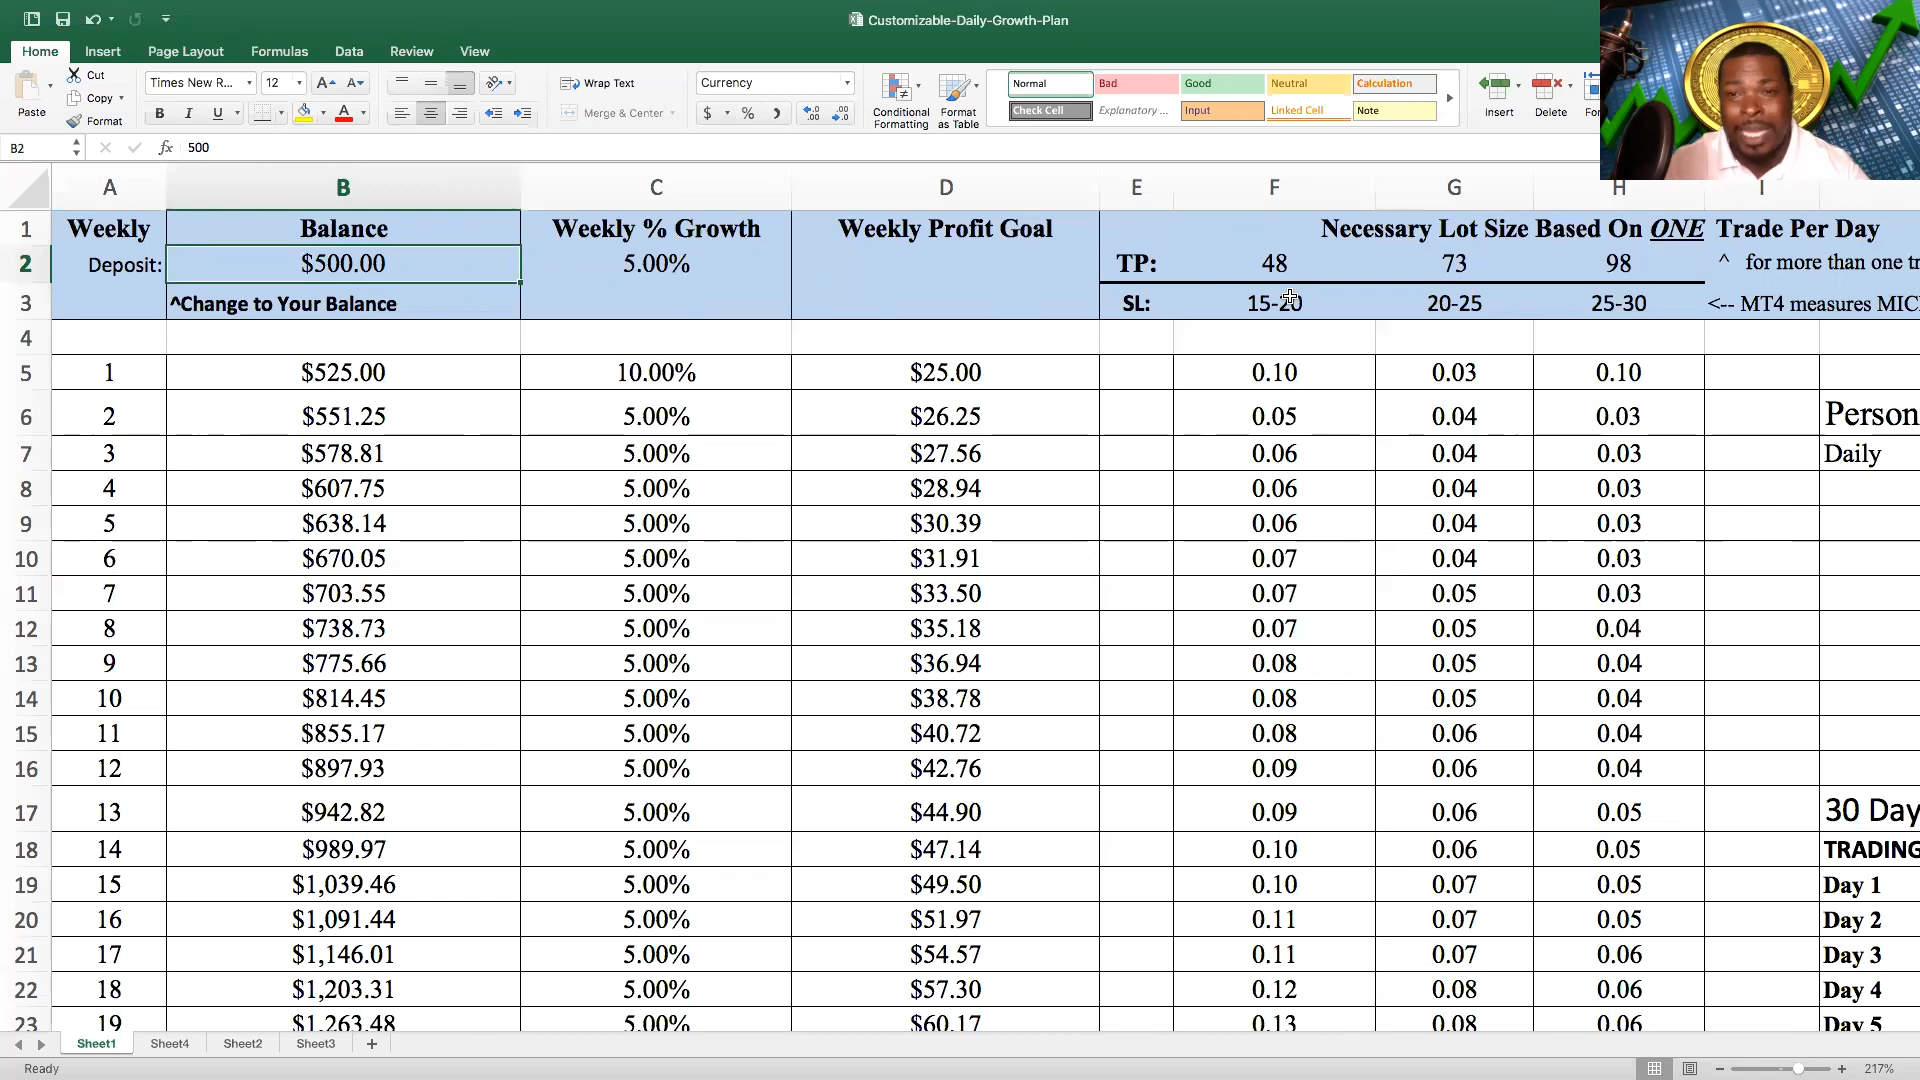 Customizable-Daily-Growth-Plan
Home Insert Page Layout Formulas Data Review View
Paste Cut Copy Format
Times New R... 12 A A
B I U A
Wrap Text
Merge & Center
Currency
$ % .0 .00
Conditional Formatting
Format as Table
Normal Bad Good Neutral Calculation
Check Cell Explanatory ... Input Linked Cell Note
Insert Delete
B2 fx 500
A B C D E F G H I
1 Weekly Balance Weekly % Growth Weekly Profit Goal Necessary Lot Size Based On ONE Trade Per Day
2 Deposit: $500.00 5.00% TP: 48 73 98 ^ for more than one
3 ^Change to Your Balance SL: 15-20 20-25 25-30 <-- MT4 measures
4
5 1 $525.00 10.00% $25.00 0.10 0.03 0.10
6 2 $551.25 5.00% $26.25 0.05 0.04 0.03 Person
7 3 $578.81 5.00% $27.56 0.06 0.04 0.03 Daily
8 4 $607.75 5.00% $28.94 0.06 0.04 0.03
9 5 $638.14 5.00% $30.39 0.06 0.04 0.03
10 6 $670.05 5.00% $31.91 0.07 0.04 0.03
11 7 $703.55 5.00% $33.50 0.07 0.05 0.03
12 8 $738.73 5.00% $35.18 0.07 0.05 0.04
13 9 $775.66 5.00% $36.94 0.08 0.05 0.04
14 10 $814.45 5.00% $38.78 0.08 0.05 0.04
15 11 $855.17 5.00% $40.72 0.08 0.06 0.04
16 12 $897.93 5.00% $42.76 0.09 0.06 0.04
17 13 $942.82 5.00% $44.90 0.09 0.06 0.05 30 Day
18 14 $989.97 5.00% $47.14 0.10 0.06 0.05 TRADING
19 15 $1,039.46 5.00% $49.50 0.10 0.07 0.05 Day 1
20 16 $1,091.44 5.00% $51.97 0.11 0.07 0.05 Day 2
21 17 $1,146.01 5.00% $54.57 0.11 0.07 0.06 Day 3
22 18 $1,203.31 5.00% $57.30 0.12 0.08 0.06 Day 4
23 19 $1,263.48 5.00% $60.17 0.13 0.08 0.06 Day 5
Sheet1 Sheet4 Sheet2 Sheet3 +
Ready 217%